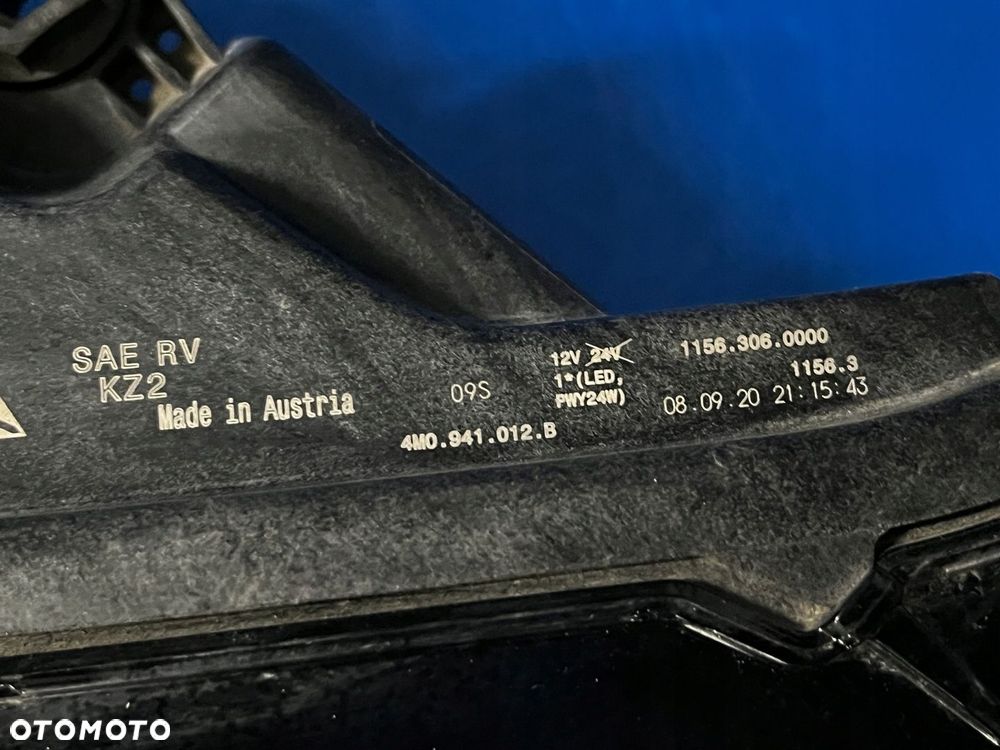 SAE RV
KZ2
Made in Austria
09S
12V 24V
1*(LED,
PWY24W)
4M0.941.012.B
1156.306.0000
1156.3
08.09.20 21:15:43
OTOMOTO